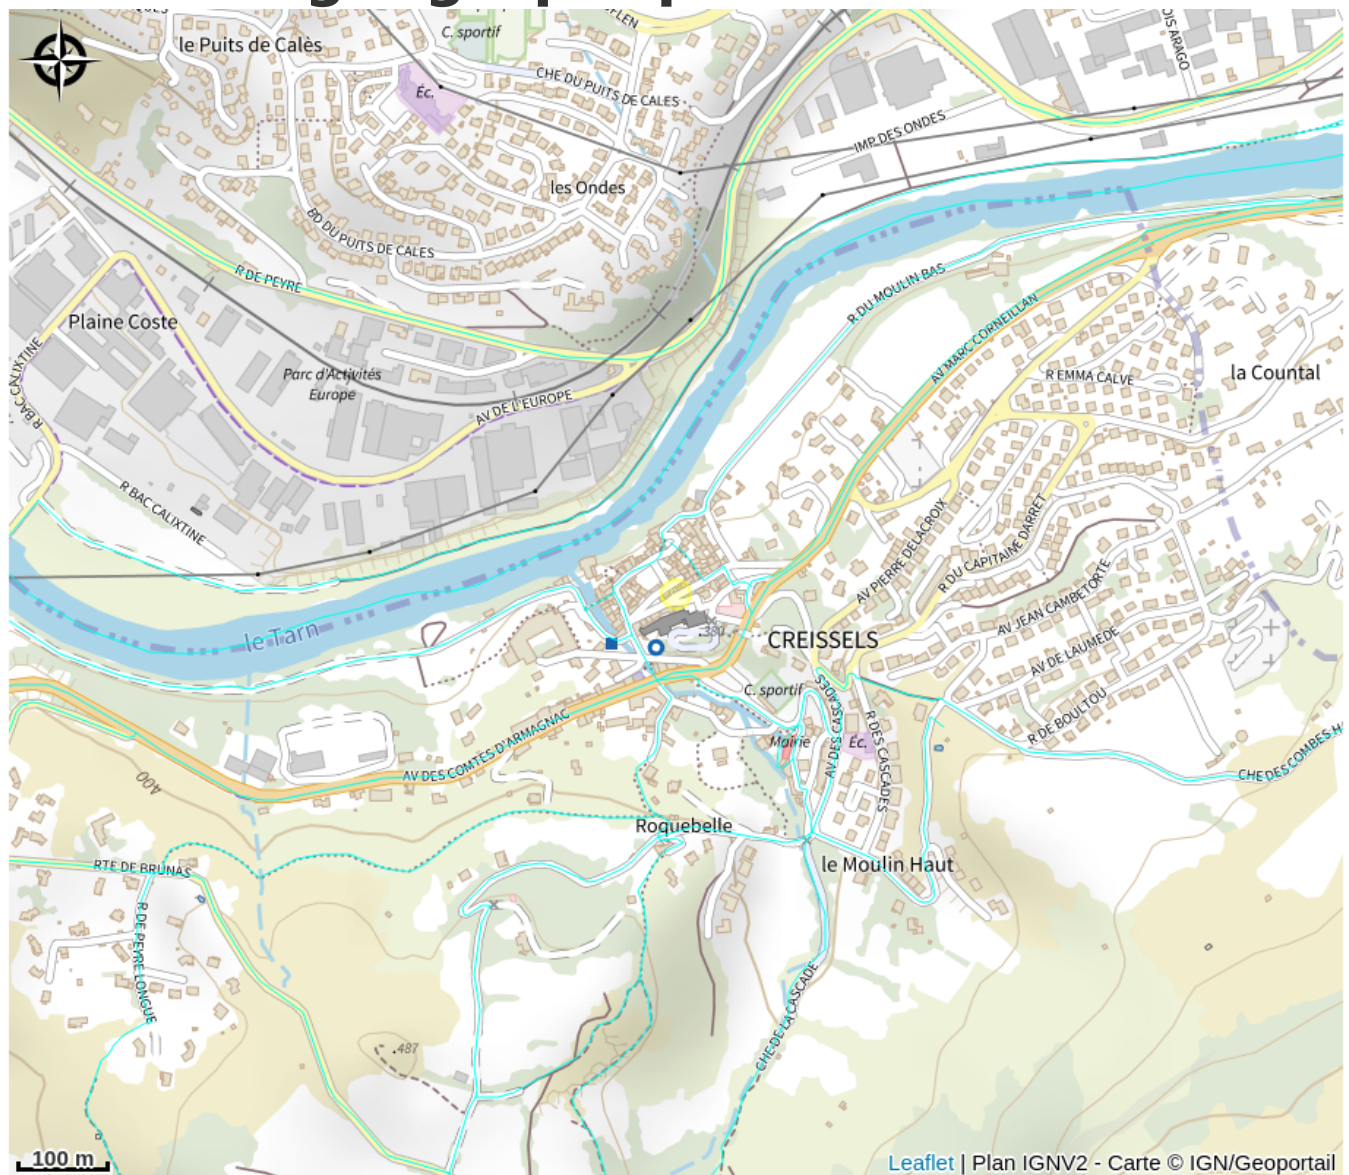 le Puits de Calès
C. sportif
Éc.
CHE DU PUITS DE CALES
IMP DES ONDES
les Ondes
BD DU PUITS DE CALES
R DE PEYRE
Plaine Coste
R BAC CALIXTINE
Parc d'Activités
Europe
AV DE L'EUROPE
R DU MOULIN BAS
AV MARC CORNEILLAN
R EMMA CALVE
la Countal
R BAC CALIXTINE
AV PIERRE DELACROIX
R DU CAPITAINE DARRET
AV JEAN CAMBETORTE
AV DE LAUMEDE
R DE BOULTOU
le Tarn
380
CREISSELS
C. sportif
Mairie
Éc.
AV DES CASCADES
R DES CASCADES
AV DES COMTES D'ARMAGNAC
CHE DES COMBES H
400
Roquebelle
le Moulin Haut
RTE DE BRUNAS
R DE PEYRE LONGUE
CHE DE LA CASCADE
.487
100 m
Leaflet | Plan IGNV2 - Carte © IGN/Geoportail